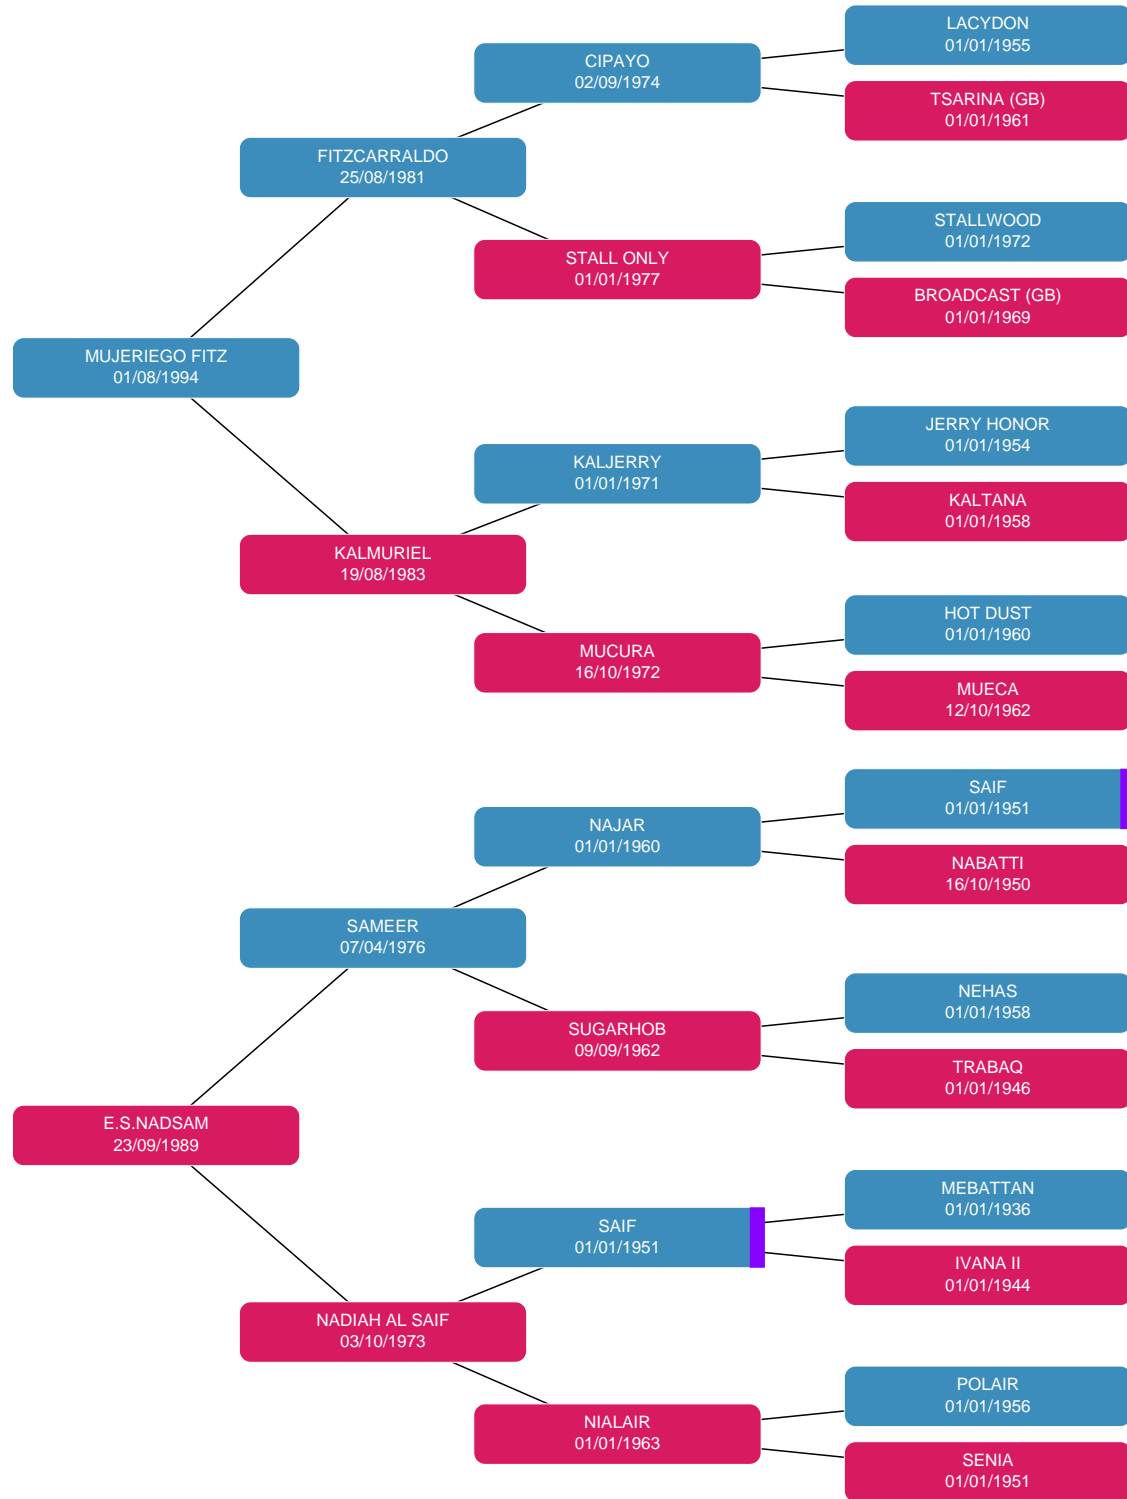 LACYDON
01/01/1955
CIPAYO
02/09/1974
TSARINA (GB)
01/01/1961
FITZCARRALDO
25/08/1981
STALLWOOD
01/01/1972
STALL ONLY
01/01/1977
BROADCAST (GB)
01/01/1969
MUJERIEGO FITZ
01/08/1994
JERRY HONOR
01/01/1954
KALJERRY
01/01/1971
KALTANA
01/01/1958
KALMURIEL
19/08/1983
HOT DUST
01/01/1960
MUCURA
16/10/1972
MUECA
12/10/1962
SAIF
01/01/1951
NAJAR
01/01/1960
NABATTI
16/10/1950
SAMEER
07/04/1976
NEHAS
01/01/1958
SUGARHOB
09/09/1962
TRABAQ
01/01/1946
E.S.NADSAM
23/09/1989
MEBATTAN
01/01/1936
SAIF
01/01/1951
IVANA II
01/01/1944
NADIAH AL SAIF
03/10/1973
POLAIR
01/01/1956
NIALAIR
01/01/1963
SENIA
01/01/1951